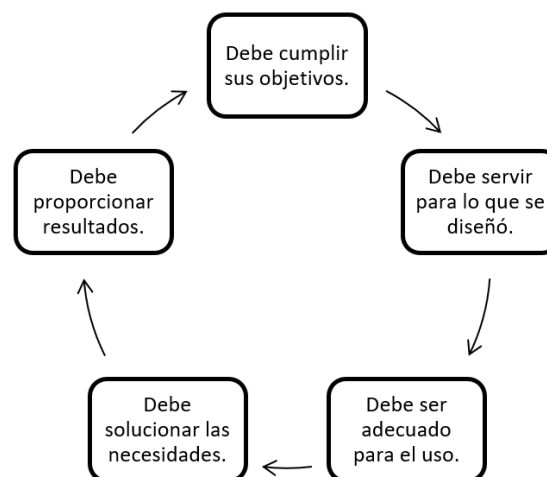 Debe cumplir
sus objetivos.
Debe servir
para lo que se
diseñó.
Debe ser
adecuado
para el uso.
Debe
solucionar las
necesidades.
Debe
proporcionar
resultados.